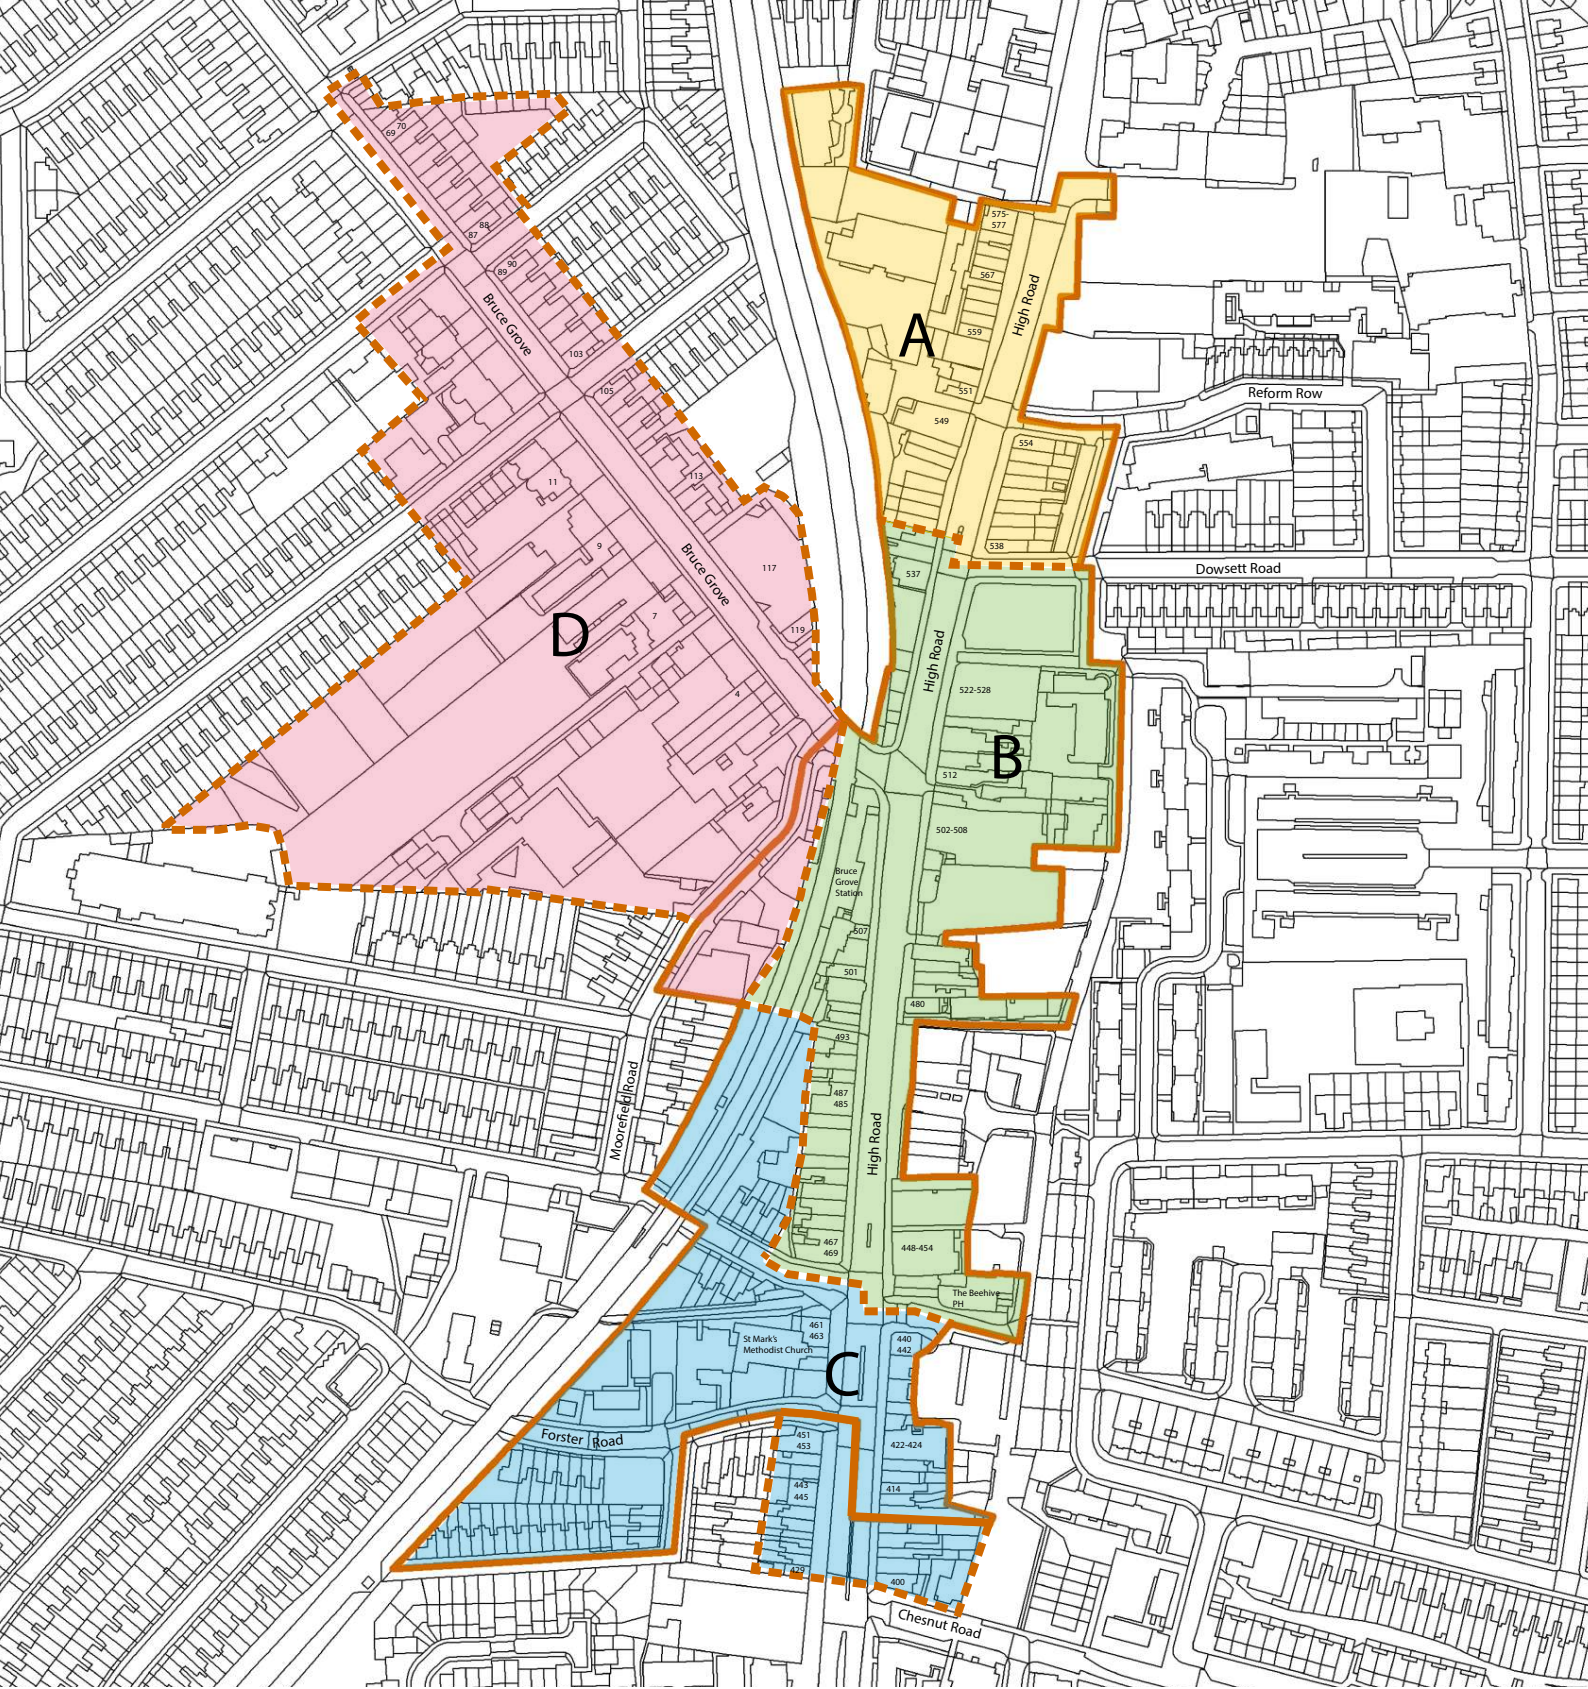 70
69
88
87
90
89
Bruce Grove
103
105
113
11
9
7
4
Bruce Grove
117
119
D
575-
577
567
High Road
559
A
551
549
554
Reform Row
538
Dowsett Road
537
High Road
522-528
B
512
502-508
Bruce
Grove
Station
507
501
480
493
487
485
High Road
Moorefield Road
467
469
448-454
The Beehive
PH
461
463
St Mark's
Methodist Church
440
442
C
Forster Road
451
453
422-424
443
445
414
429
400
Chesnut Road